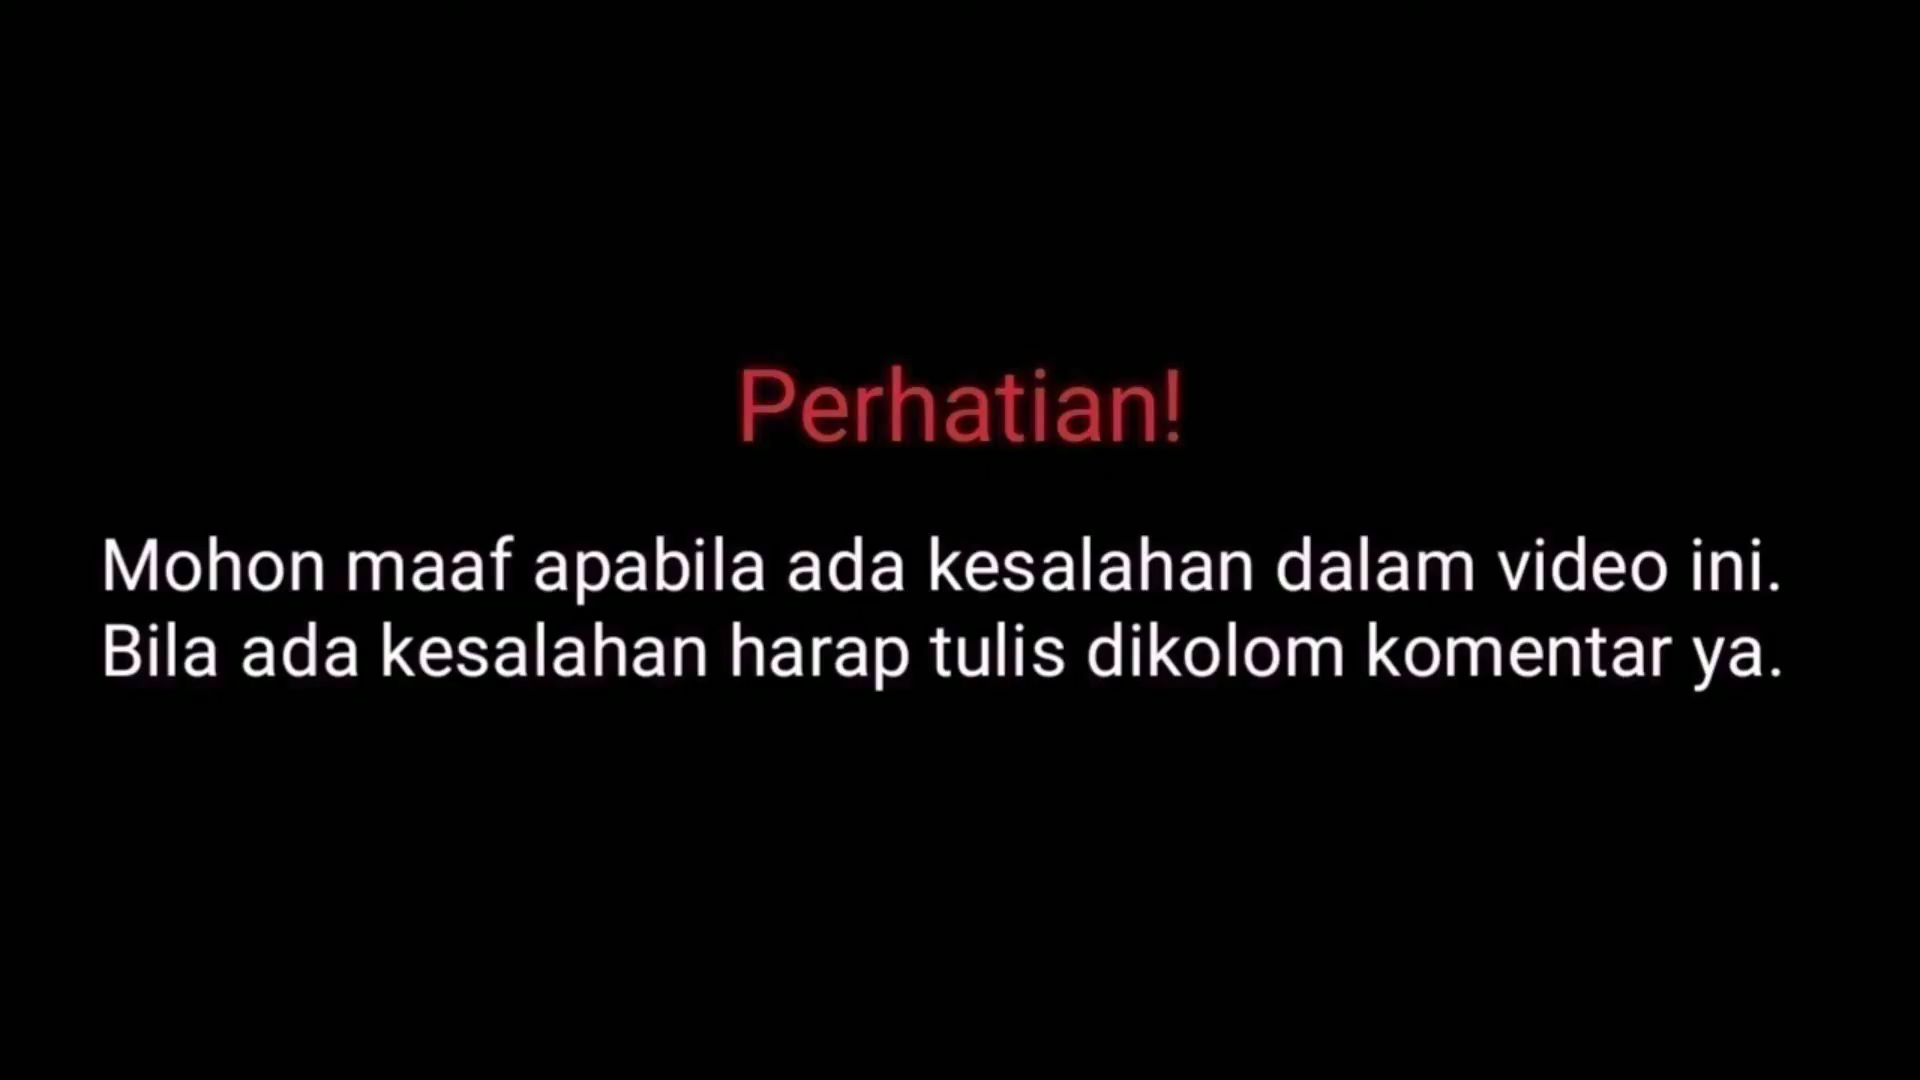 Perhatian!
Mohon maaf apabila ada kesalahan dalam video ini.
Bila ada kesalahan harap tulis dikolom komentar ya.